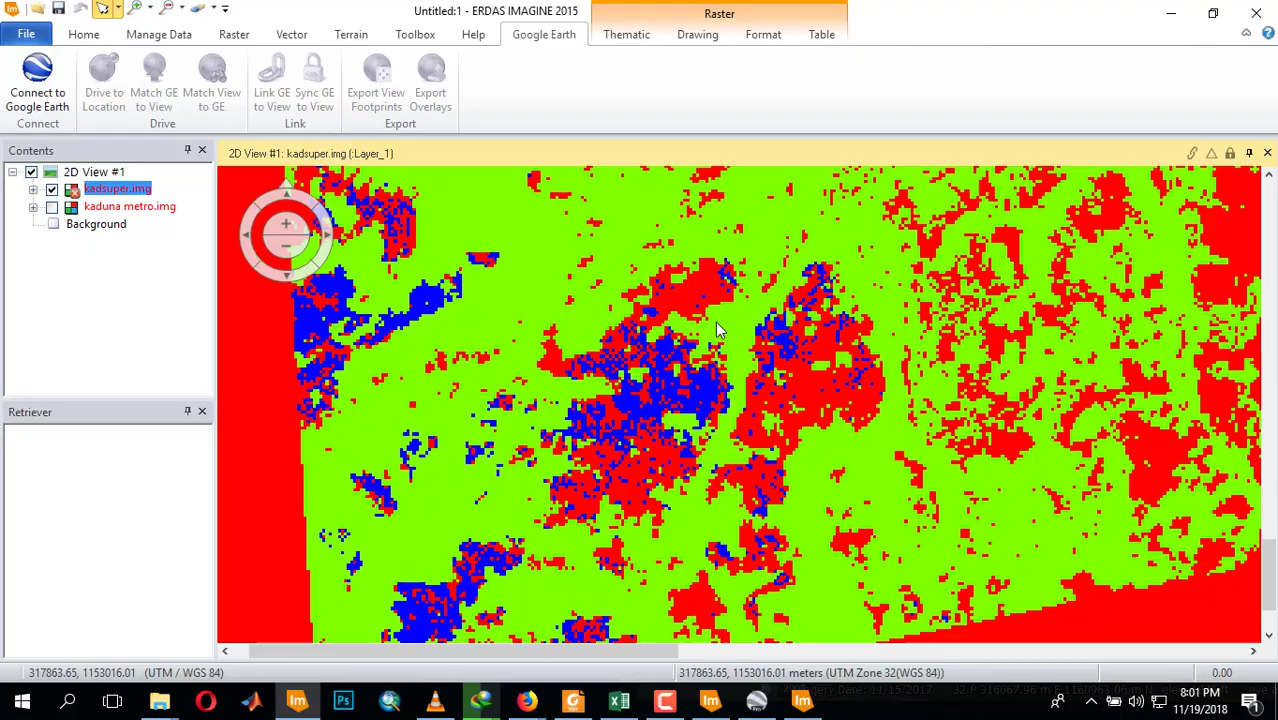 Untitled:1 - ERDAS IMAGINE 2015
Raster
File
Home
Manage Data
Raster
Vector
Terrain
Toolbox
Help
Google Earth
Thematic
Drawing
Format
Table
Connect to
Google Earth
Drive to
Location
Match GE
to View
Match View
to GE
Link GE
to View
Sync GE
to View
Export View
Footprints
Export
Overlays
Connect
Drive
Link
Export
Contents
2D View #1: kadsuper.img (:Layer_1)
2D View #1
kadsuper.img
kaduna metro.img
Background
Retriever
317863.65, 1153016.01   (UTM / WGS 84)
317863.65, 1153016.01 meters (UTM Zone 32(WGS 84))
0.00
8:01 PM
11/19/2018